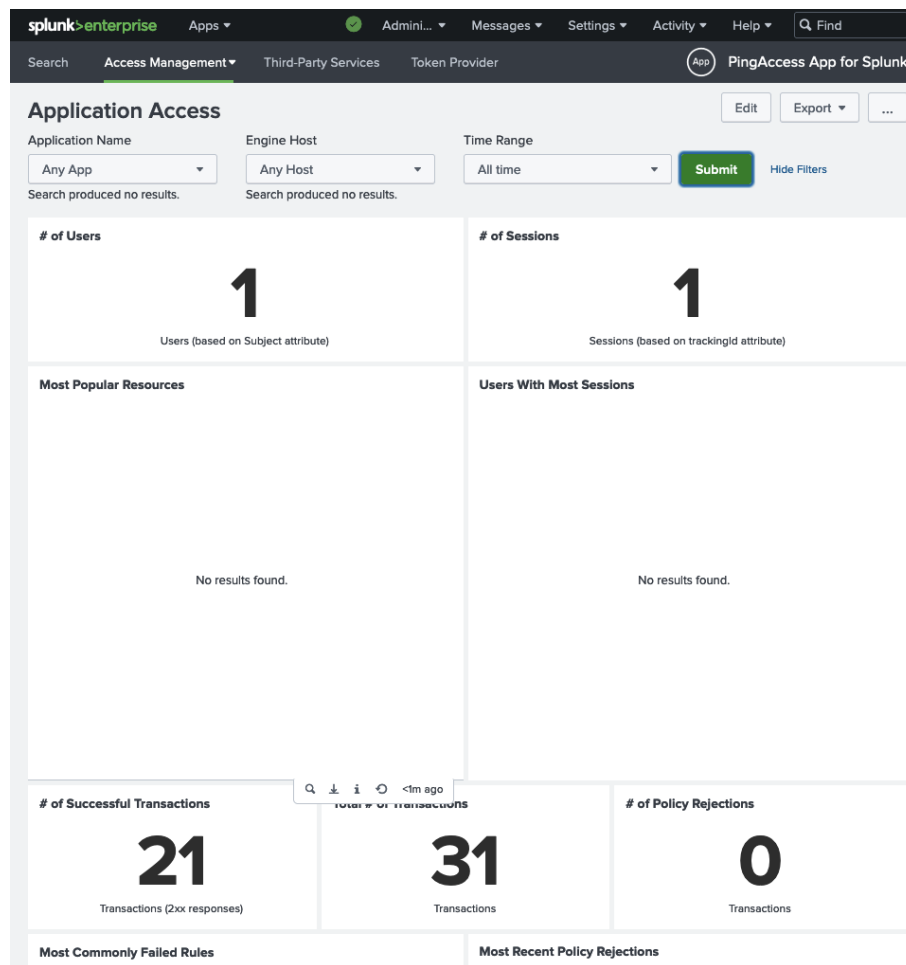 splunk>enterprise Apps Admini... Messages Settings Activity Help Find
Search Access Management Third-Party Services Token Provider App PingAccess App for Splunk
Application Access Edit Export ...
Application Name Engine Host Time Range
Any App Any Host All time Submit Hide Filters
Search produced no results. Search produced no results.
# of Users # of Sessions
1 1
Users (based on Subject attribute) Sessions (based on trackingId attribute)
Most Popular Resources Users With Most Sessions
No results found. No results found.
<1m ago
# of Successful Transactions Total # of Transactions # of Policy Rejections
21 31 0
Transactions (2xx responses) Transactions Transactions
Most Commonly Failed Rules Most Recent Policy Rejections